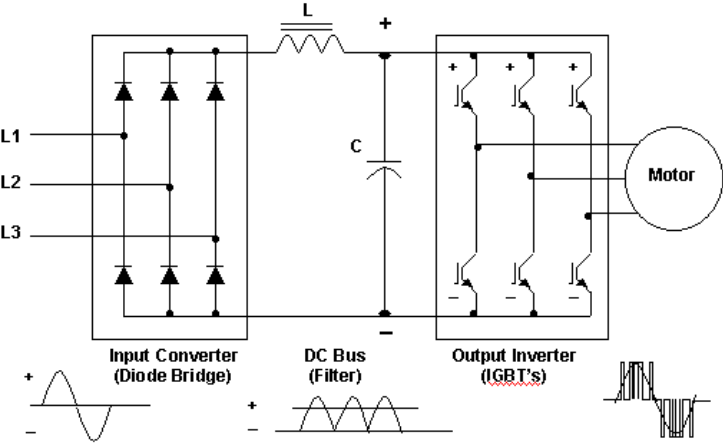 L
+
L1
L2
L3
C
+ + +
Motor
− − −
−
Input Converter
(Diode Bridge)
DC Bus
(Filter)
Output Inverter
(IGBT's)
+
−
+
−